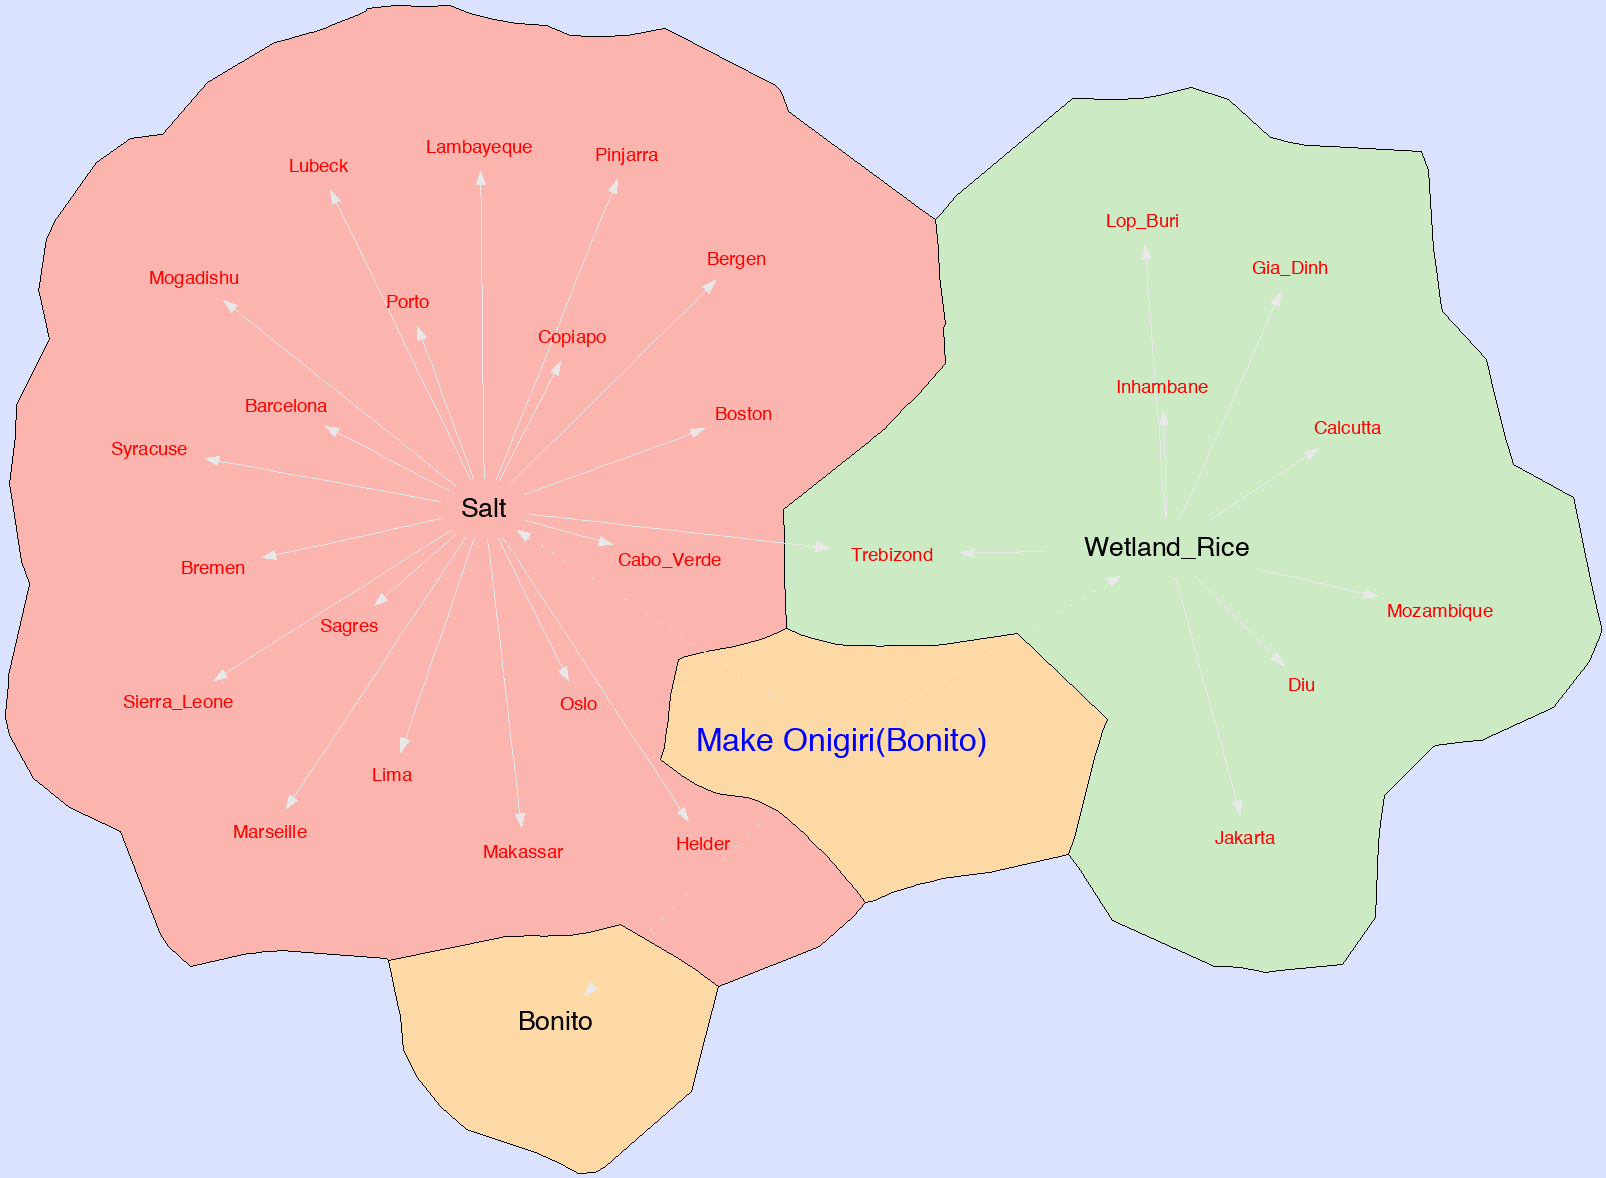 Lambayeque
Pinjarra
Lubeck
Lop_Buri
Bergen
Gia_Dinh
Mogadishu
Porto
Copiapo
Inhambane
Barcelona
Boston
Calcutta
Syracuse
Salt
Wetland_Rice
Trebizond
Cabo_Verde
Bremen
Mozambique
Sagres
Diu
Sierra_Leone
Oslo
Make Onigiri(Bonito)
Lima
Marseille
Jakarta
Helder
Makassar
Bonito